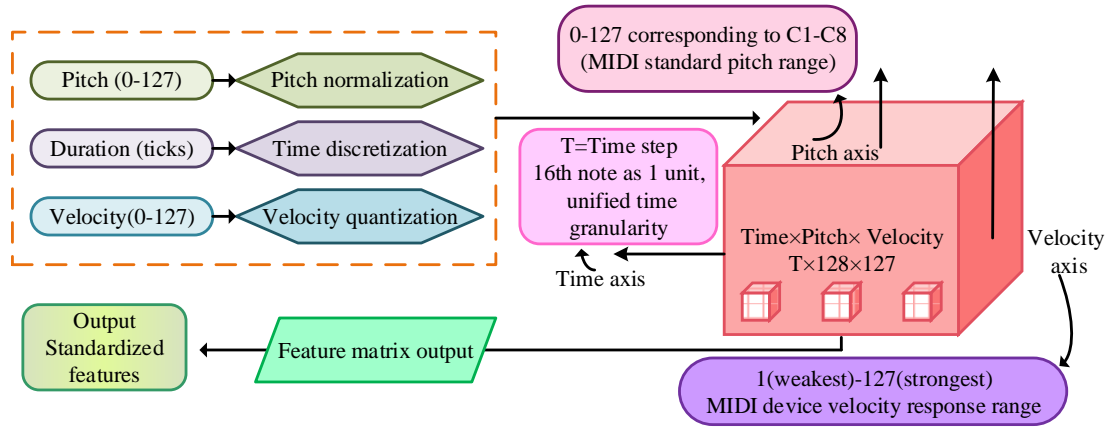 Pitch (0-127)
Pitch normalization
Duration (ticks)
Time discretization
Velocity(0-127)
Velocity quantization
0-127 corresponding to C1-C8
(MIDI standard pitch range)
T=Time step
16th note as 1 unit,
unified time
granularity
Time axis
Pitch axis
Time×Pitch× Velocity
T×128×127
Velocity
axis
Output
Standardized
features
Feature matrix output
1(weakest)-127(strongest)
MIDI device velocity response range